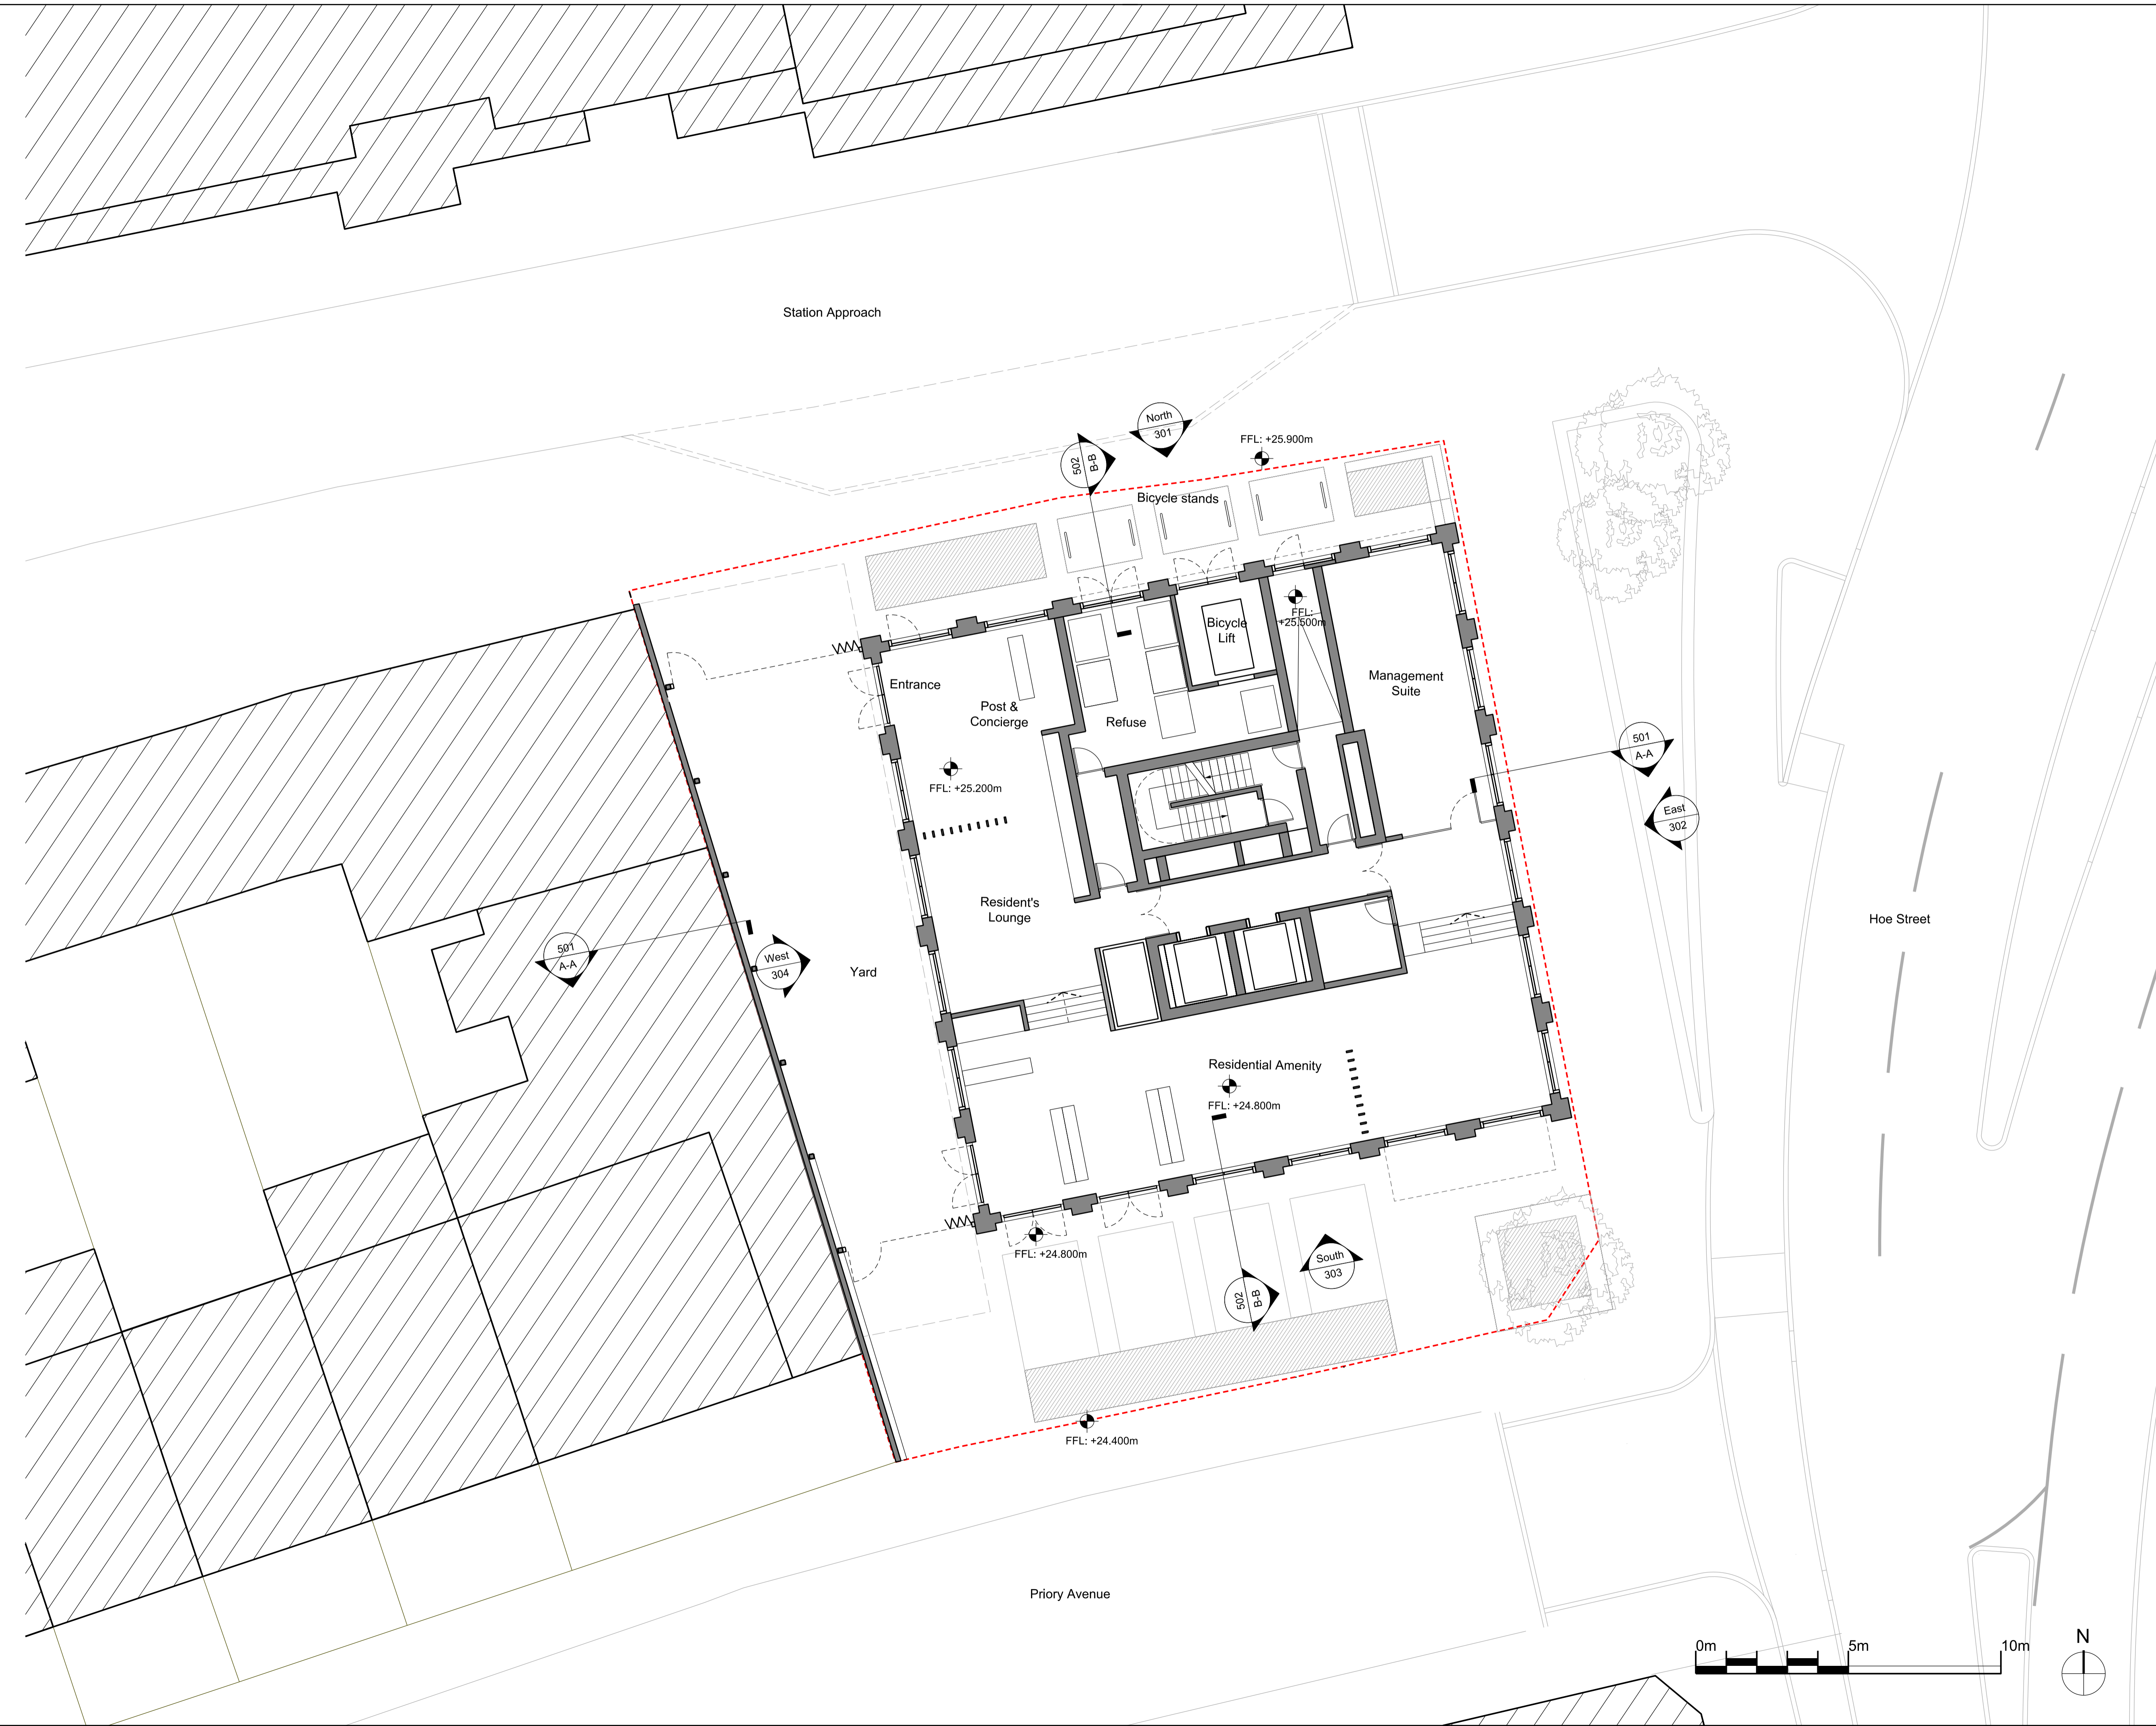 Station Approach
North
301
502
B-B
FFL: +25.900m
Bicycle stands
FFL:
+25.500m
Bicycle
Lift
Entrance
Post &
Concierge
Refuse
Management
Suite
FFL: +25.200m
501
A-A
East
302
Resident's
Lounge
Hoe Street
501
A-A
West
304
Yard
Residential Amenity
FFL: +24.800m
FFL: +24.800m
South
303
502
B-B
FFL: +24.400m
Priory Avenue
0m
5m
10m
N